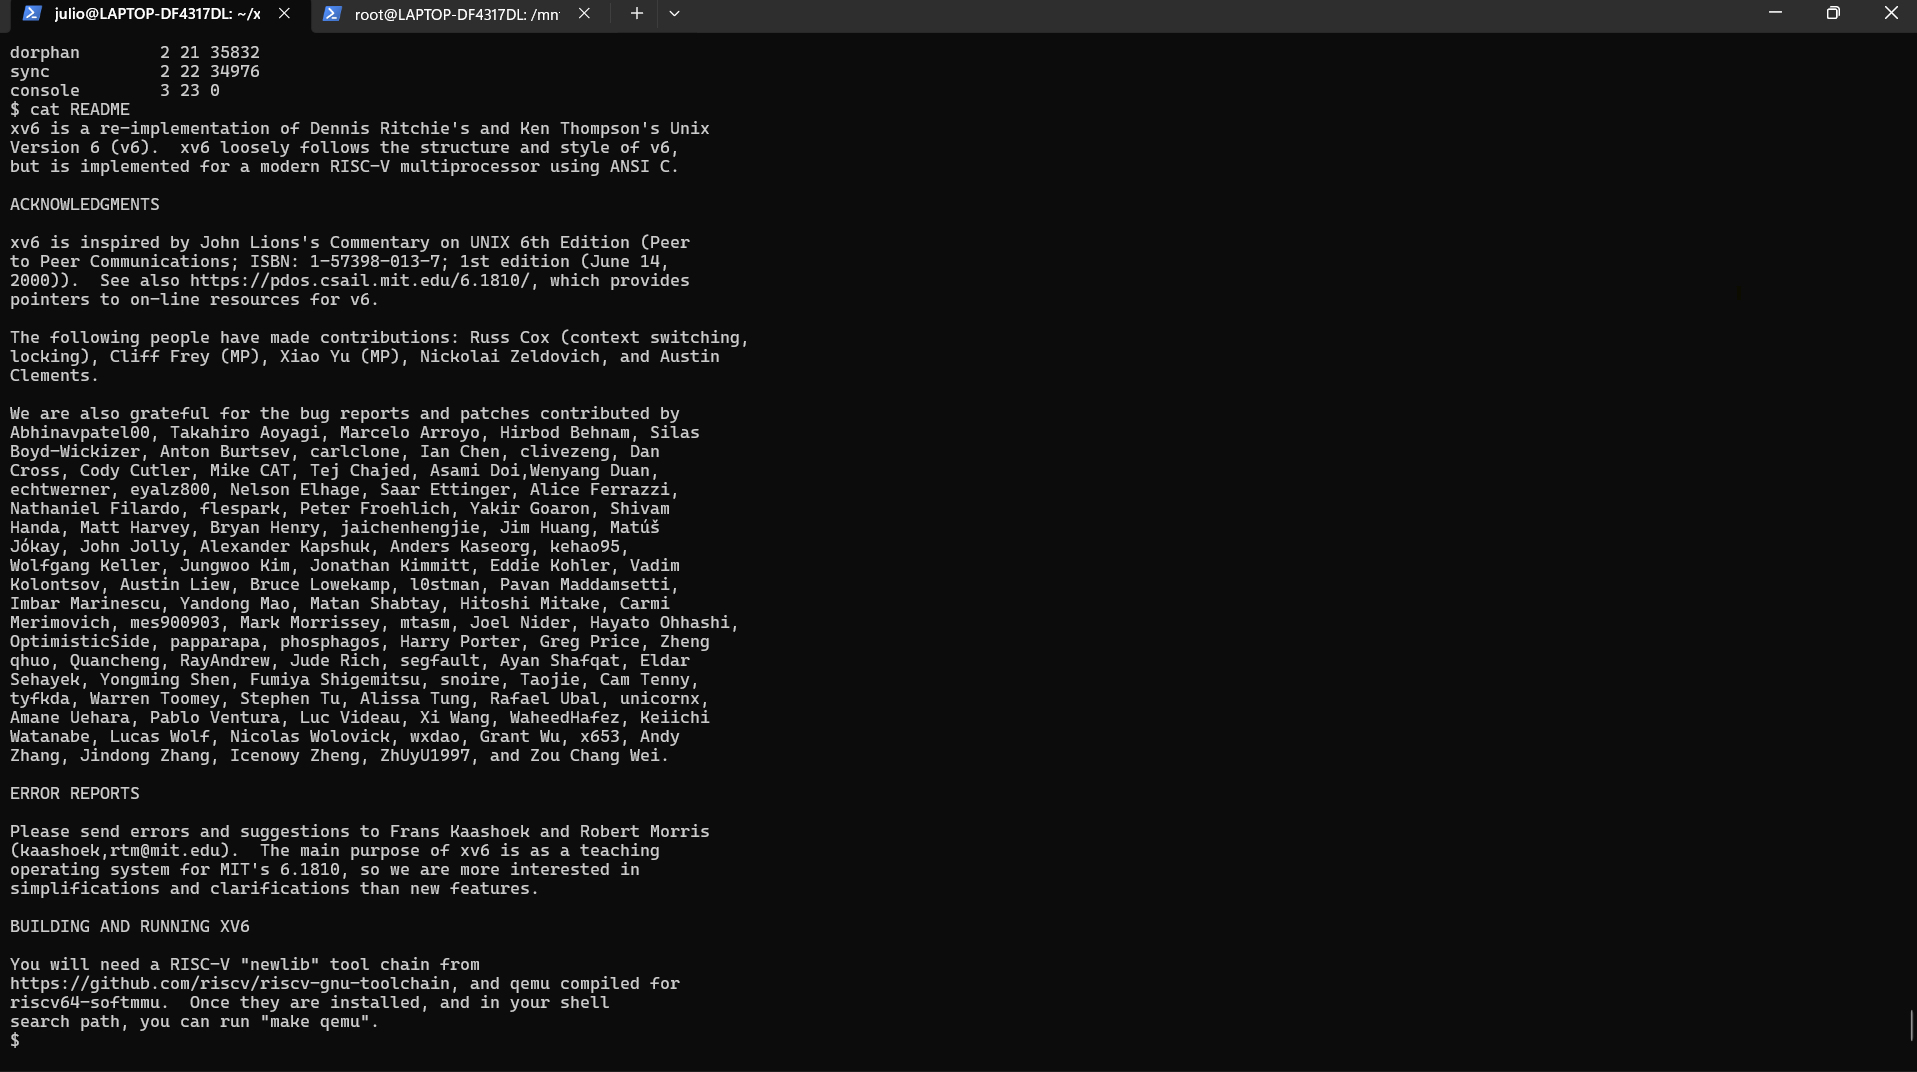 julio@LAPTOP-DF4317DL: ~/x
root@LAPTOP-DF4317DL: /mn
dorphan        2 21 35832
sync           2 22 34976
console        3 23 0
$ cat README
xv6 is a re-implementation of Dennis Ritchie's and Ken Thompson's Unix
Version 6 (v6).  xv6 loosely follows the structure and style of v6,
but is implemented for a modern RISC-V multiprocessor using ANSI C.

ACKNOWLEDGMENTS

xv6 is inspired by John Lions's Commentary on UNIX 6th Edition (Peer
to Peer Communications; ISBN: 1-57398-013-7; 1st edition (June 14,
2000)).  See also https://pdos.csail.mit.edu/6.1810/, which provides
pointers to on-line resources for v6.

The following people have made contributions: Russ Cox (context switching,
locking), Cliff Frey (MP), Xiao Yu (MP), Nickolai Zeldovich, and Austin
Clements.

We are also grateful for the bug reports and patches contributed by
Abhinavpatel00, Takahiro Aoyagi, Marcelo Arroyo, Hirbod Behnam, Silas
Boyd-Wickizer, Anton Burtsev, carlclone, Ian Chen, clivezeng, Dan
Cross, Cody Cutler, Mike CAT, Tej Chajed, Asami Doi,Wenyang Duan,
echtwerner, eyalz800, Nelson Elhage, Saar Ettinger, Alice Ferrazzi,
Nathaniel Filardo, flespark, Peter Froehlich, Yakir Goaron, Shivam
Handa, Matt Harvey, Bryan Henry, jaichenhengjie, Jim Huang, Matúš
Jókay, John Jolly, Alexander Kapshuk, Anders Kaseorg, kehao95,
Wolfgang Keller, Jungwoo Kim, Jonathan Kimmitt, Eddie Kohler, Vadim
Kolontsov, Austin Liew, Bruce Lowekamp, l0stman, Pavan Maddamsetti,
Imbar Marinescu, Yandong Mao, Matan Shabtay, Hitoshi Mitake, Carmi
Merimovich, mes900903, Mark Morrissey, mtasm, Joel Nider, Hayato Ohhashi,
OptimisticSide, papparapa, phosphagos, Harry Porter, Greg Price, Zheng
qhuo, Quancheng, RayAndrew, Jude Rich, segfault, Ayan Shafqat, Eldar
Sehayek, Yongming Shen, Fumiya Shigemitsu, snoire, Taojie, Cam Tenny,
tyfkda, Warren Toomey, Stephen Tu, Alissa Tung, Rafael Ubal, unicornx,
Amane Uehara, Pablo Ventura, Luc Videau, Xi Wang, WaheedHafez, Keiichi
Watanabe, Lucas Wolf, Nicolas Wolovick, wxdao, Grant Wu, x653, Andy
Zhang, Jindong Zhang, Icenowy Zheng, ZhUyU1997, and Zou Chang Wei.

ERROR REPORTS

Please send errors and suggestions to Frans Kaashoek and Robert Morris
(kaashoek,rtm@mit.edu).  The main purpose of xv6 is as a teaching
operating system for MIT's 6.1810, so we are more interested in
simplifications and clarifications than new features.

BUILDING AND RUNNING XV6

You will need a RISC-V "newlib" tool chain from
https://github.com/riscv/riscv-gnu-toolchain, and qemu compiled for
riscv64-softmmu.  Once they are installed, and in your shell
search path, you can run "make qemu".
$